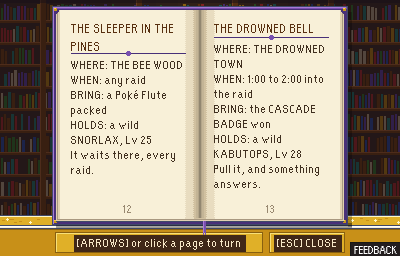 THE SLEEPER IN THE
PINES
WHERE: THE BEE WOOD
WHEN: any raid
BRING: a Poké Flute
packed
HOLDS: a wild
SNORLAX, Lv 25
It waits there, every
raid.
12
THE DROWNED BELL
WHERE: THE DROWNED
TOWN
WHEN: 1:00 to 2:00 into
the raid
BRING: the CASCADE
BADGE won
HOLDS: a wild
KABUTOPS, Lv 28
Pull it, and something
answers.
13
[ARROWS] or click a page to turn
[ESC] CLOSE
FEEDBACK